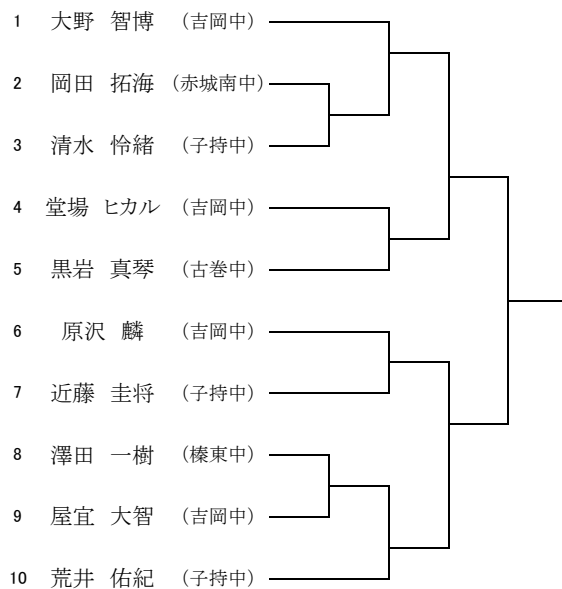 1 大野 智博 (吉岡中)
2 岡田 拓海 (赤城南中)
3 清水 怜緒 (子持中)
4 堂場 ヒカル (吉岡中)
5 黒岩 真琴 (古巻中)
6 原沢 麟 (吉岡中)
7 近藤 圭将 (子持中)
8 澤田 一樹 (榛東中)
9 屋宜 大智 (吉岡中)
10 荒井 佑紀 (子持中)